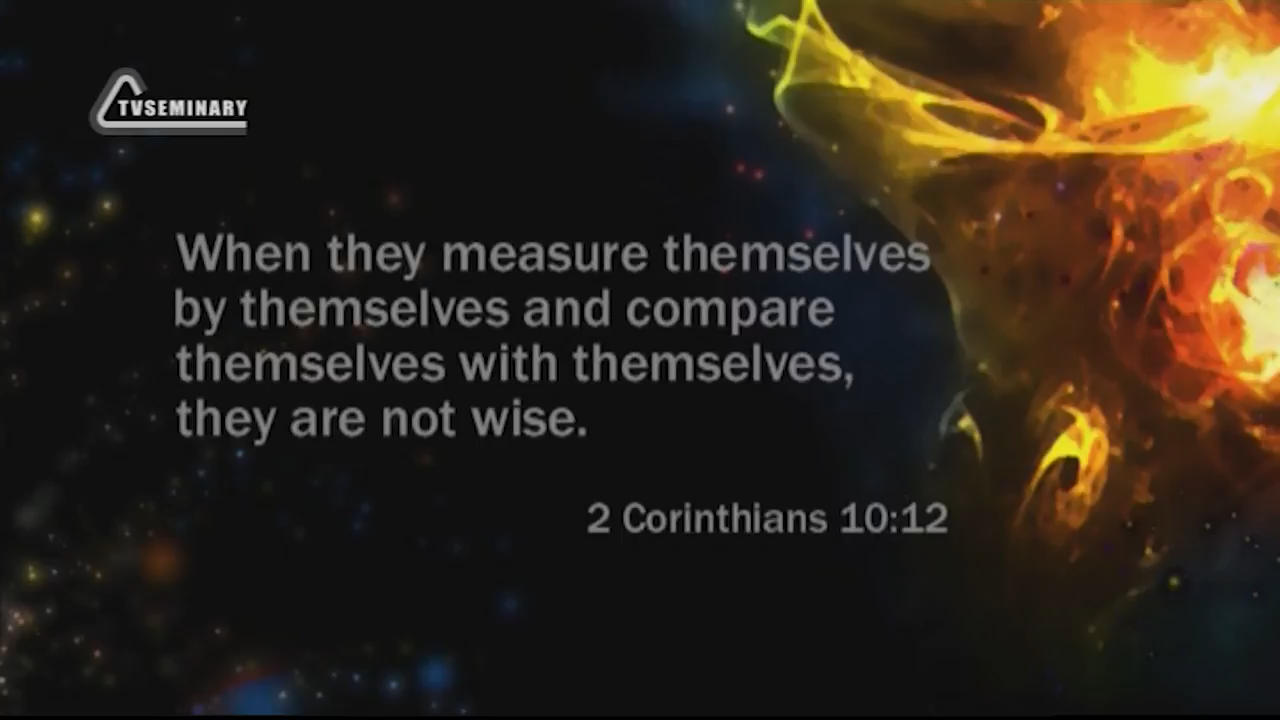 TVSEMINARY
When they measure themselves
by themselves and compare
themselves with themselves,
they are not wise.
2 Corinthians 10:12